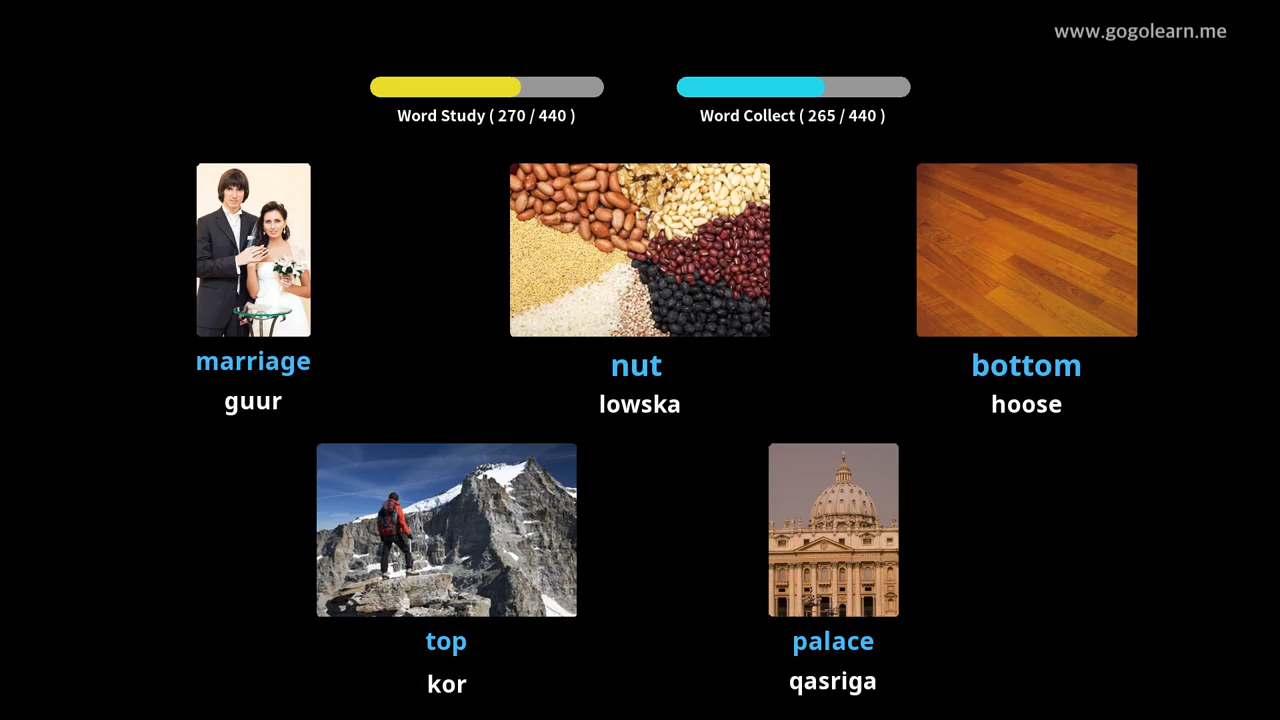 www.gogolearn.me
Word Study ( 270 / 440 )
Word Collect ( 265 / 440 )
marriage
guur
nut
lowska
bottom
hoose
top
kor
palace
qasriga